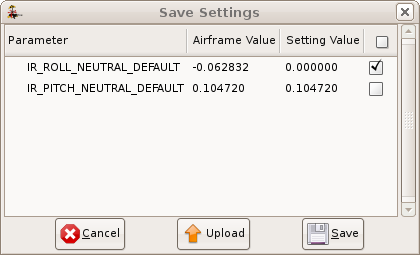 Save Settings
Parameter Airframe Value Setting Value
IR_ROLL_NEUTRAL_DEFAULT -0.062832 0.000000
IR_PITCH_NEUTRAL_DEFAULT 0.104720 0.104720
Cancel Upload Save